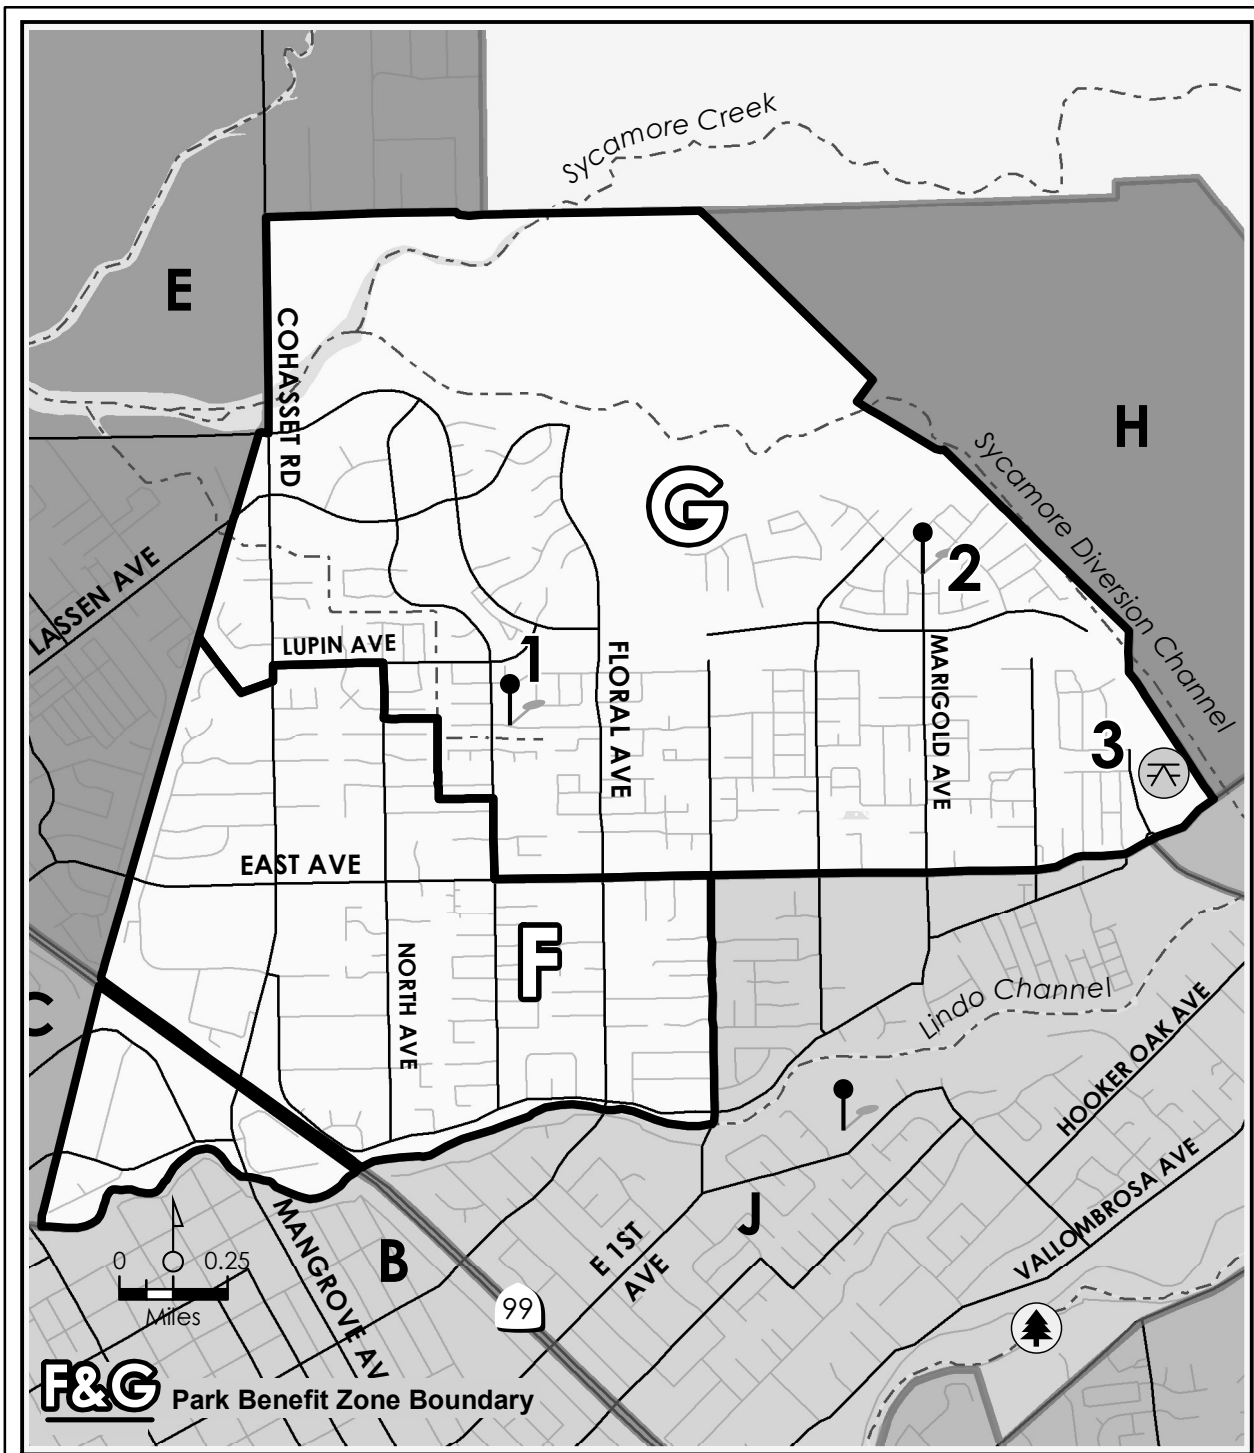 Sycamore Creek
E
COHASSET RD
H
G
Sycamore Diversion Channel
LASSEN AVE
2
LUPIN AVE
1
FLORAL AVE
MARIGOLD AVE
3
EAST AVE
F
NORTH AVE
C
Lindo Channel
HOOKER OAK AVE
VALLOMBROSA AVE
J
E 1ST
AVE
MANGROVE AV
B
0 0.25
Miles
99
F&G Park Benefit Zone Boundary